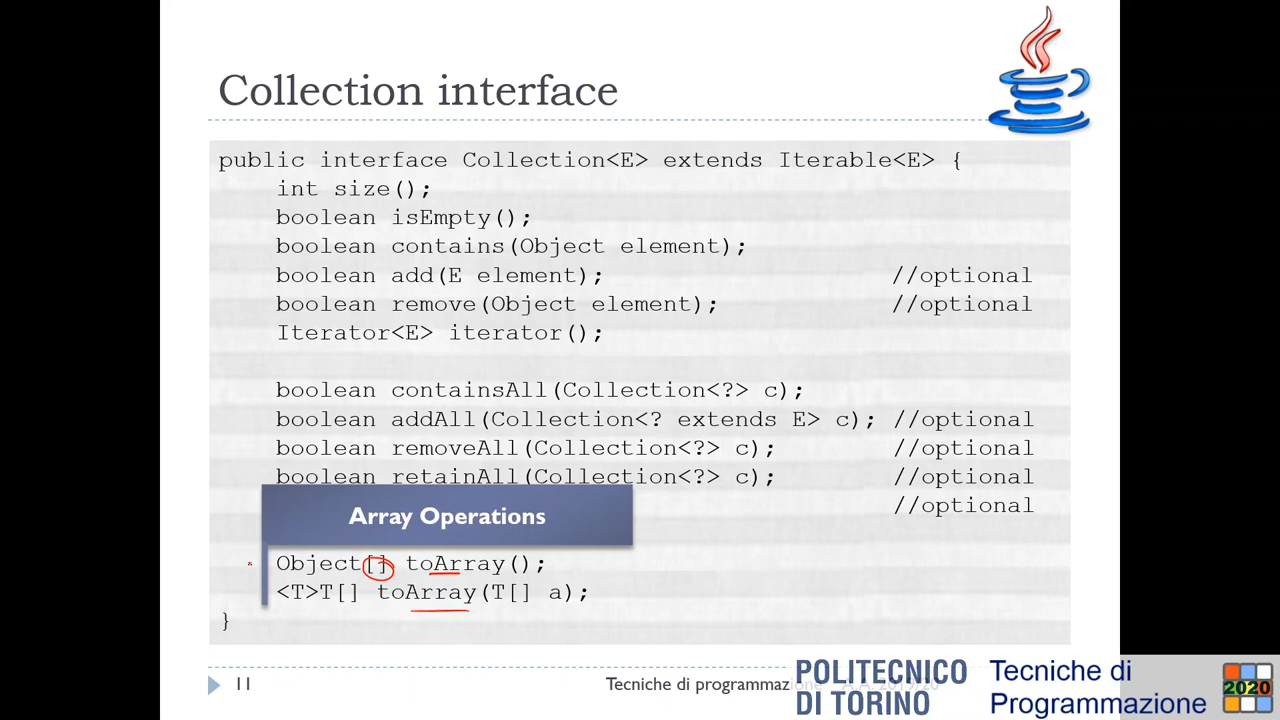 Collection interface
public interface Collection<E> extends Iterable<E> {
int size();
boolean isEmpty();
boolean contains(Object element);
boolean add(E element); //optional
boolean remove(Object element); //optional
Iterator<E> iterator();
boolean containsAll(Collection<?> c);
boolean addAll(Collection<? extends E> c); //optional
boolean removeAll(Collection<?> c); //optional
boolean retainAll(Collection<?> c); //optional
//optional
Array Operations
Object[] toArray();
<T>T[] toArray(T[] a);
}
11
Tecniche di programmazione A.A. 2019/20
POLITECNICO
DI TORINO
Tecniche di
Programmazione
2020